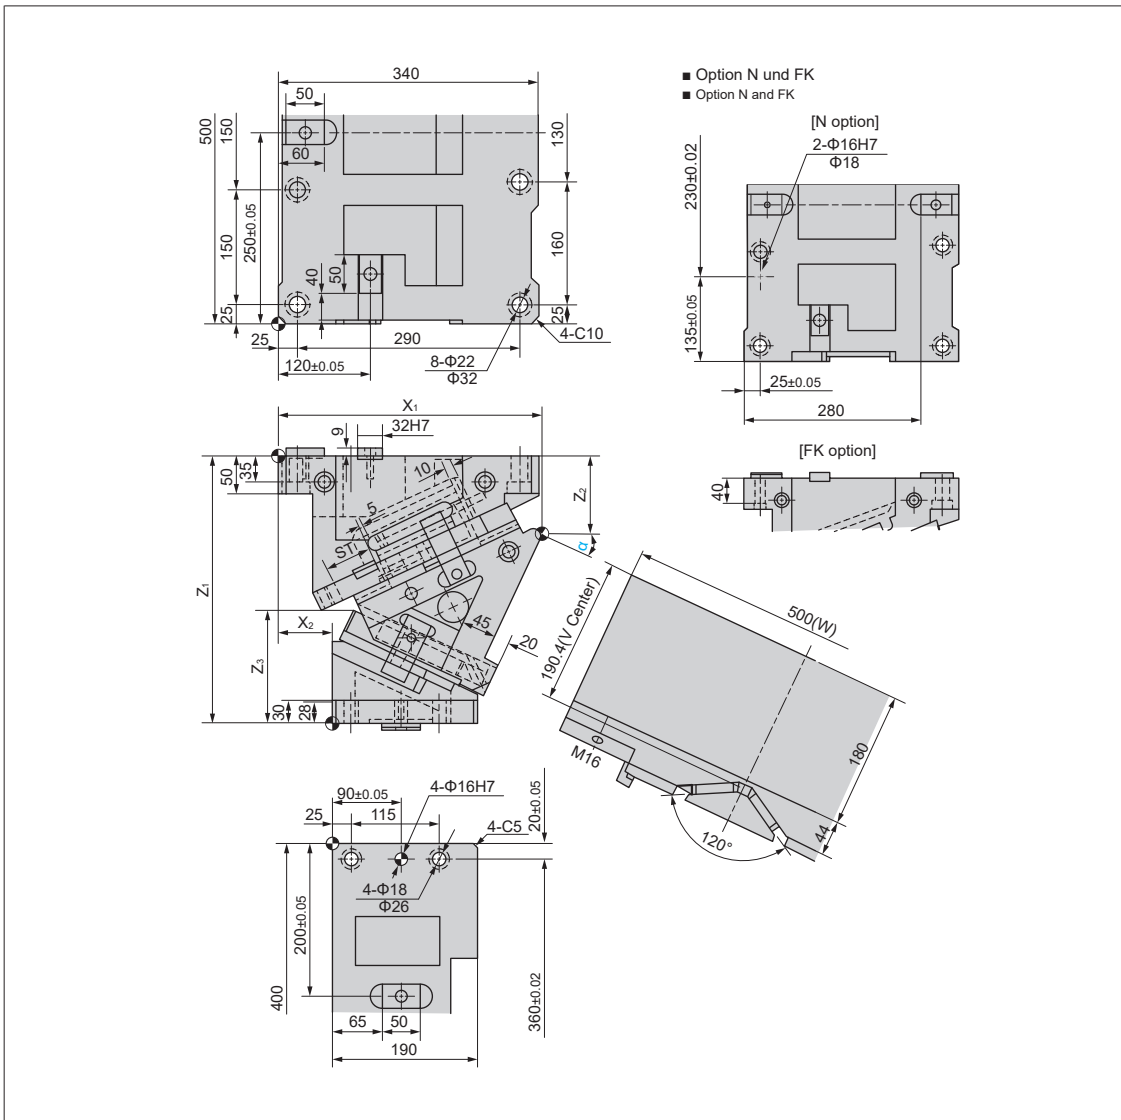 340
50
60
500
150
150
250±0.05
25
40
50
130
160
25
25
290
120±0.05
8-Φ22
Φ32
4-C10
■ Option N und FK
■ Option N and FK
[N option]
2-Φ16H7
Φ18
230±0.02
135±0.05
25±0.05
280
[FK option]
40
X1
32H7
9
50
35
10
5
ST
Z1
Z2
α
X2
Z3
45
20
30
28
190.4(V Center)
500(W)
180
44
M16
120°
90±0.05
4-Φ16H7
25
115
4-C5
20±0.05
4-Φ18
Φ26
200±0.05
400
360±0.02
65
50
190